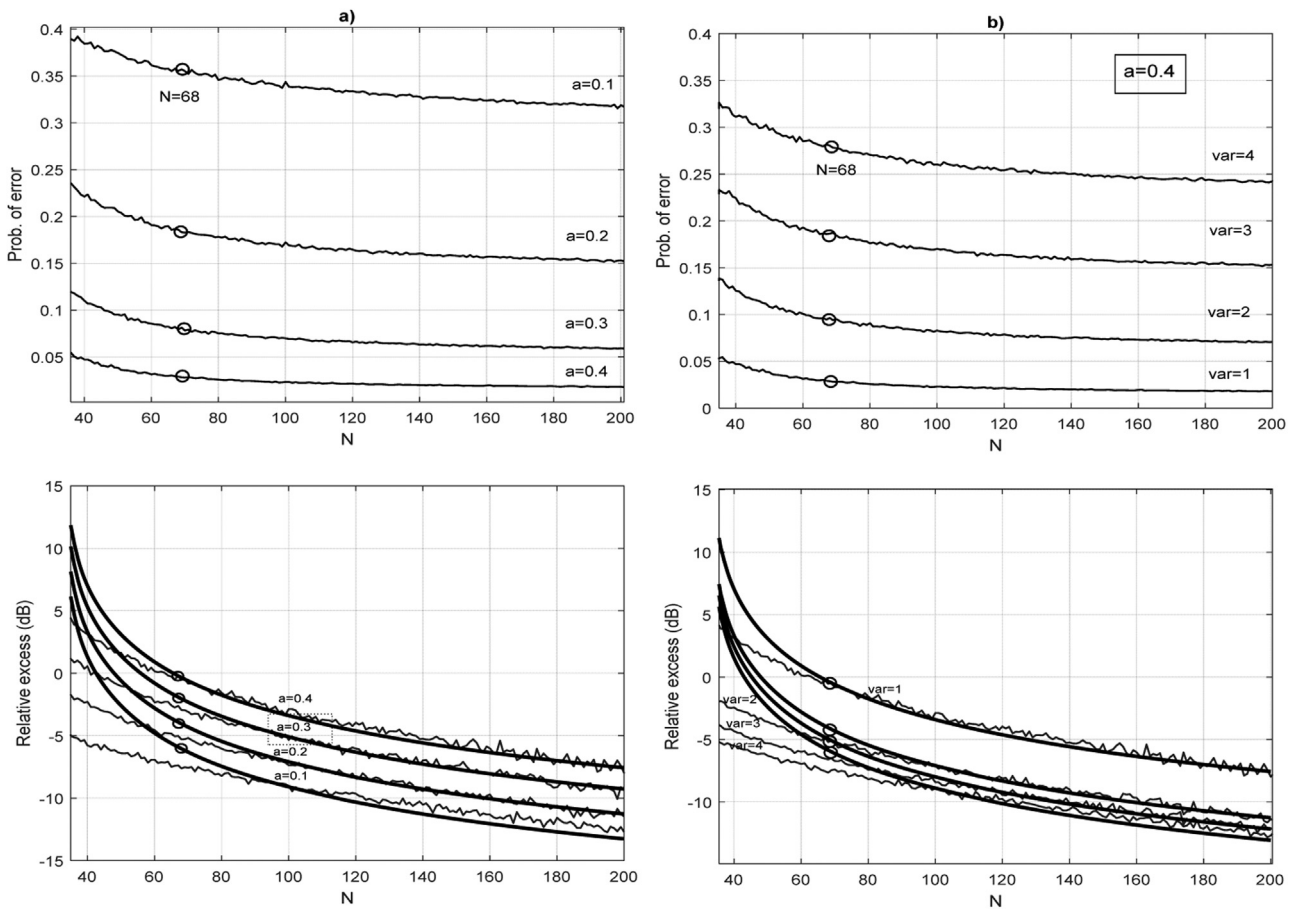 a)
0.4
0.35
0.3
0.25
0.2
0.15
0.1
0.05
Prob. of error
N=68
a=0.1
a=0.2
a=0.3
a=0.4
40 60 80 100 120 140 160 180 200
N
b)
0.4
0.35
0.3
0.25
0.2
0.15
0.1
0.05
0
Prob. of error
a=0.4
N=68
var=4
var=3
var=2
var=1
40 60 80 100 120 140 160 180 200
N
15
10
5
0
-5
-10
-15
Relative excess (dB)
a=0.4
a=0.3
a=0.2
a=0.1
40 60 80 100 120 140 160 180 200
N
15
10
5
0
-5
-10
Relative excess (dB)
var=1
var=2
var=3
var=4
40 60 80 100 120 140 160 180 200
N